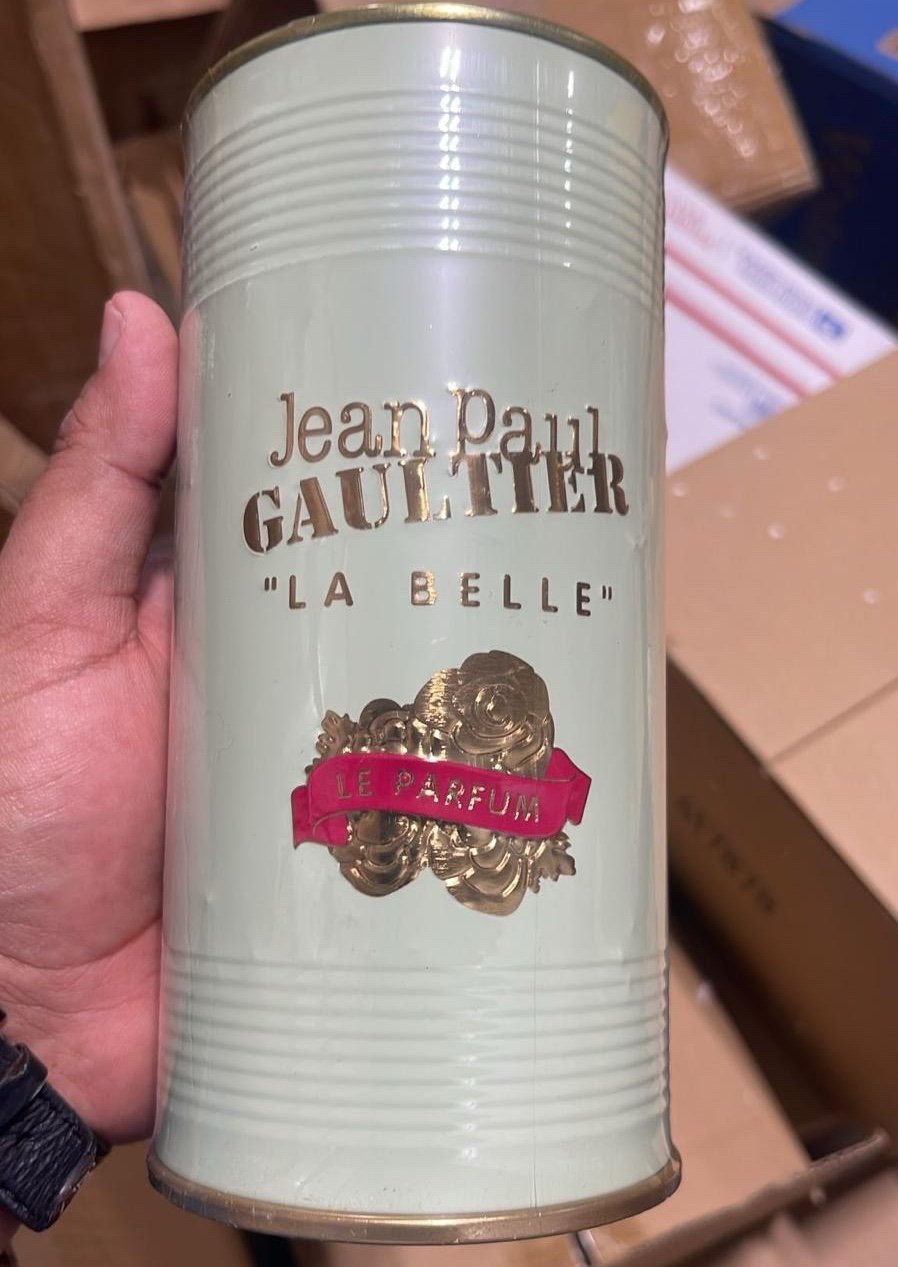 Jean Paul
GAULTIER
"LA BELLE"
LE PARFUM